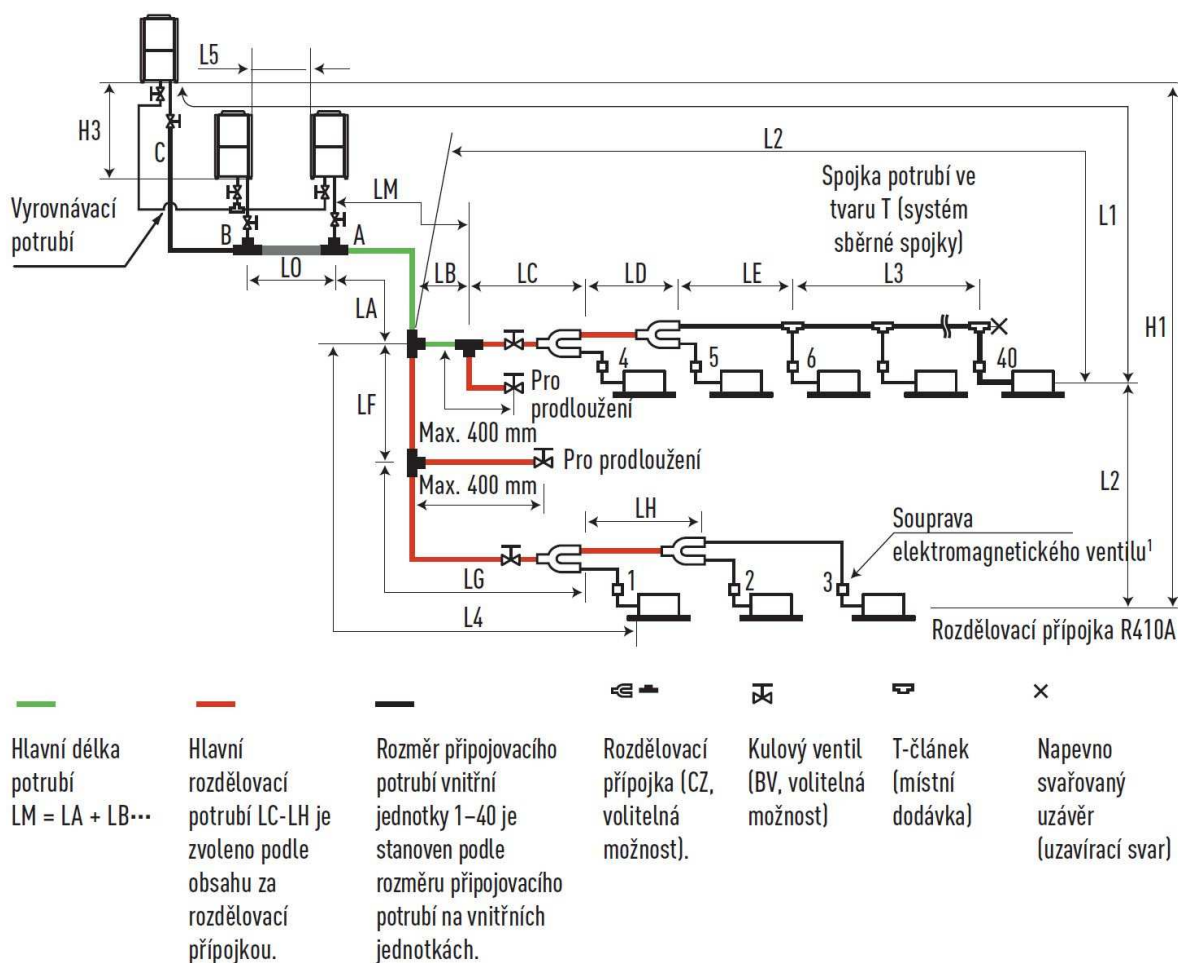 L5
H3
C
L2
LM
Spojka potrubí ve
tvaru T (systém
sběrné spojky)
L1
Vyrovnávací
potrubí
B
A
LO
LA
LB
LC
LD
LE
L3
H1
4
5
6
40
Pro
prodloužení
LF
Max. 400 mm
Pro prodloužení
Max. 400 mm
L2
LH
Souprava
elektromagnetického ventilu¹
LG
1
2
3
L4
Rozdělovací přípojka R410A
Hlavní délka
potrubí
LM = LA + LB···
Hlavní
rozdělovací
potrubí LC-LH je
zvoleno podle
obsahu za
rozdělovací
přípojkou.
Rozměr připojovacího
potrubí vnitřní
jednotky 1–40 je
stanoven podle
rozměru připojovacího
potrubí na vnitřních
jednotkách.
Rozdělovací
přípojka (CZ,
volitelná
možnost).
Kulový ventil
(BV, volitelná
možnost)
T-článek
(místní
dodávka)
Napevno
svařovaný
uzávěr
(uzavírací svar)